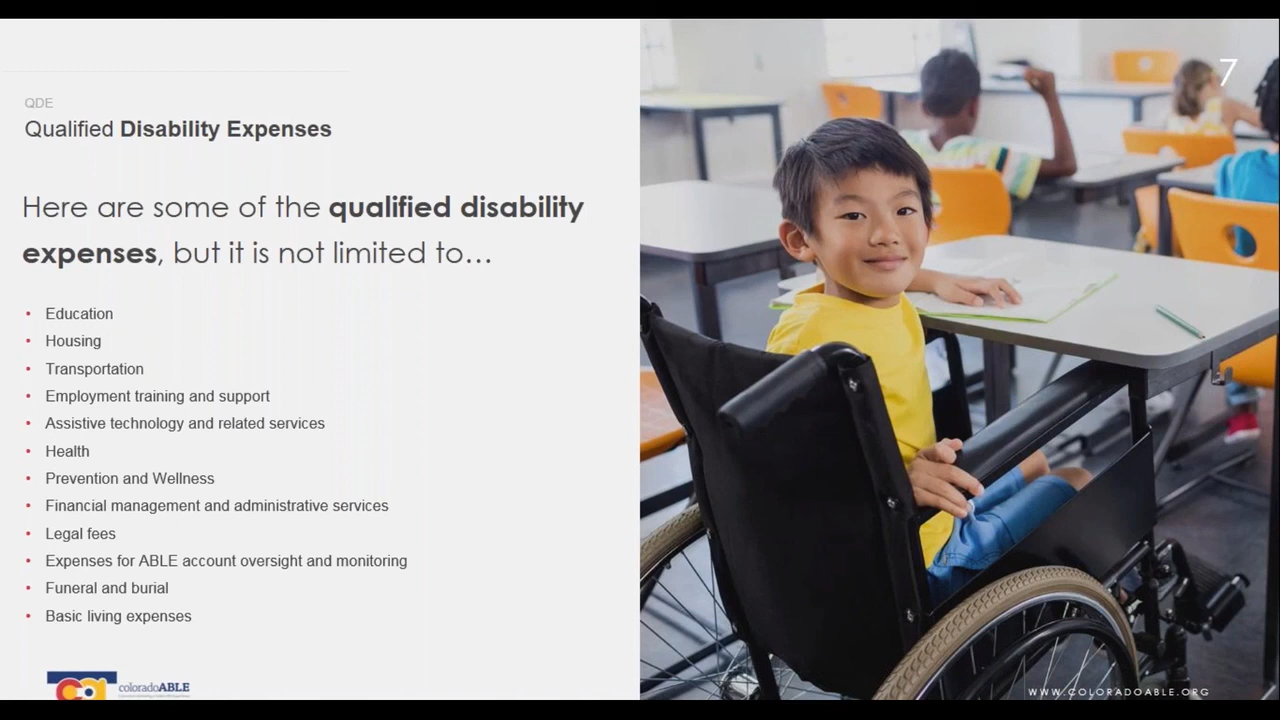 QDE
Qualified Disability Expenses
7
Here are some of the qualified disability
expenses, but it is not limited to...
• Education
• Housing
• Transportation
• Employment training and support
• Assistive technology and related services
• Health
• Prevention and Wellness
• Financial management and administrative services
• Legal fees
• Expenses for ABLE account oversight and monitoring
• Funeral and burial
• Basic living expenses
ca coloradoABLE
WWW.COLORADOABLE.ORG